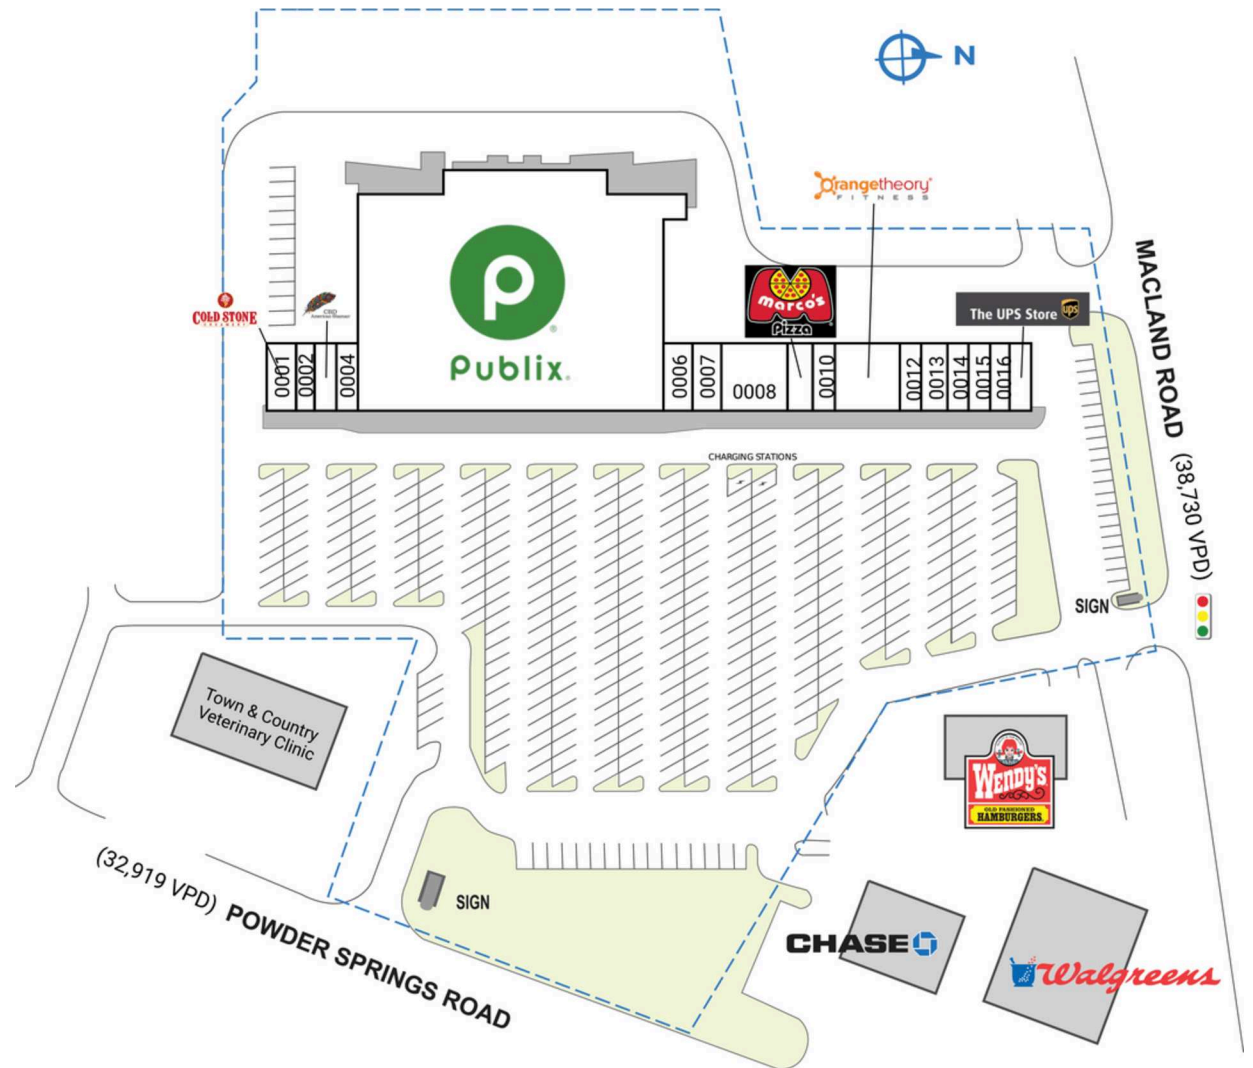 N
orangetheory®
FITNESS
MACLAND ROAD (38,730 VPD)
COLD STONE
CREAMERY
Publix®
marco's
Pizza
The UPS Store
ups
0001
0002
0004
0006
0007
0008
0010
0012
0013
0014
0015
0016
CHARGING STATIONS
SIGN
Town & Country
Veterinary Clinic
WENDY'S
OLD FASHIONED
HAMBURGERS
(32,919 VPD) POWDER SPRINGS ROAD
SIGN
CHASE
Walgreens